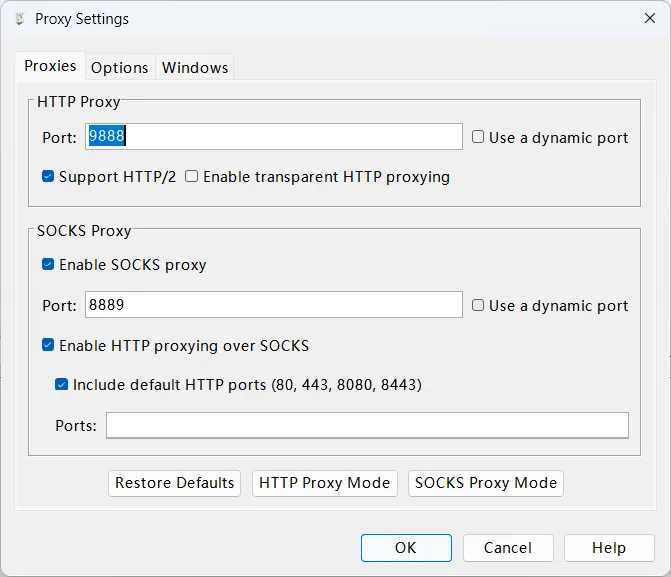 Proxy Settings
Proxies Options Windows
HTTP Proxy
Port: 9888 Use a dynamic port
Support HTTP/2 Enable transparent HTTP proxying
SOCKS Proxy
Enable SOCKS proxy
Port: 8889 Use a dynamic port
Enable HTTP proxying over SOCKS
Include default HTTP ports (80, 443, 8080, 8443)
Ports:
Restore Defaults HTTP Proxy Mode SOCKS Proxy Mode
OK Cancel Help